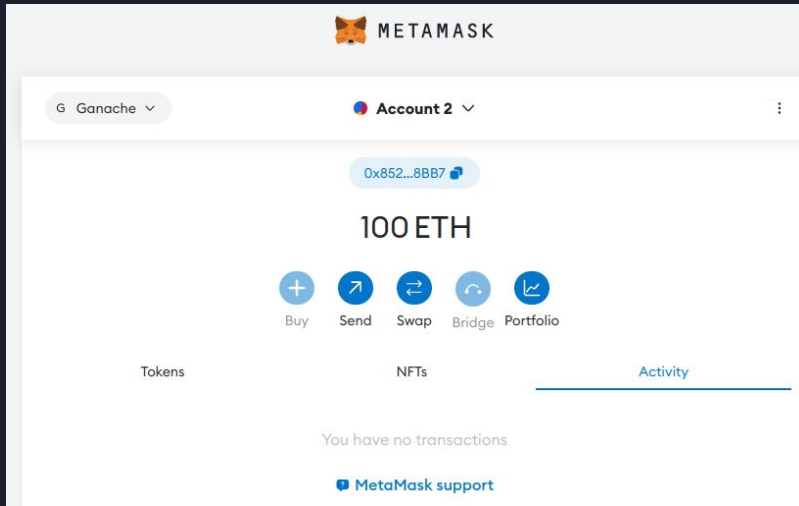 METAMASK
G Ganache
Account 2
0x852...8BB7
100 ETH
Buy Send Swap Bridge Portfolio
Tokens NFTs Activity
You have no transactions
MetaMask support